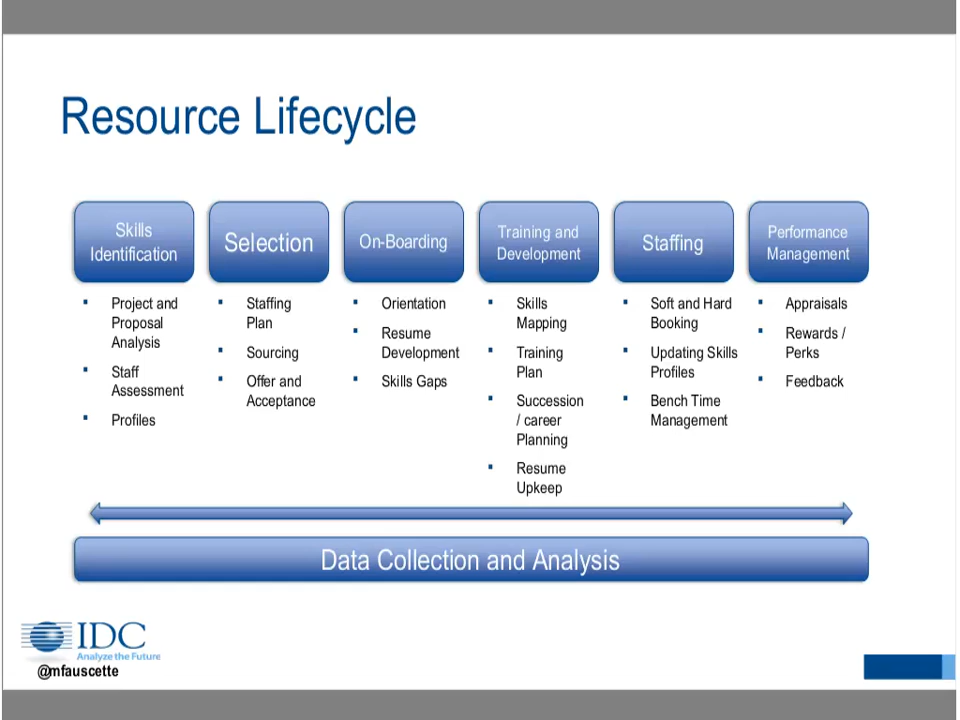 Resource Lifecycle
Skills
Identification
Project and
Proposal
Analysis
Staff
Assessment
Profiles
Selection
Staffing
Plan
Sourcing
Offer and
Acceptance
On-Boarding
Orientation
Resume
Development
Skills Gaps
Training and
Development
Skills
Mapping
Training
Plan
Succession
/ career
Planning
Resume
Upkeep
Staffing
Soft and Hard
Booking
Updating Skills
Profiles
Bench Time
Management
Performance
Management
Appraisals
Rewards /
Perks
Feedback
Data Collection and Analysis
IDC
Analyze the Future
@mfauscette